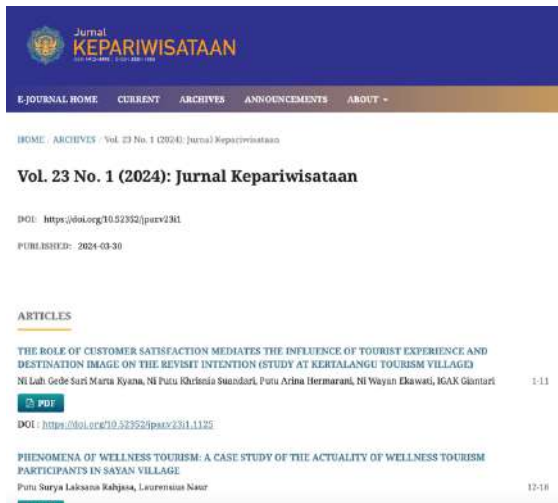 Jurnal
KEPARIWISATAAN
E-JOURNAL HOME CURRENT ARCHIVES ANNOUNCEMENTS ABOUT
HOME / ARCHIVES / Vol. 23 No. 1 (2024): Jurnal Kepariwisataan
Vol. 23 No. 1 (2024): Jurnal Kepariwisataan
DOI: https://doi.org/10.52352/jpar.v23i1
PUBLISHED: 2024-03-30
ARTICLES
THE ROLE OF CUSTOMER SATISFACTION MEDIATES THE INFLUENCE OF TOURIST EXPERIENCE AND
DESTINATION IMAGE ON THE REVISIT INTENTION (STUDY AT KERTALANGU TOURISM VILLAGE)
Ni Luh Gede Sari Marta Kyana, Ni Putu Khrisnia Suandari, Putu Arina Hermarani, Ni Wayan Ekawati, IGAK Giantari 1-11
PDF
DOI : https://doi.org/10.52352/jpar.v23i1.1125
PHENOMENA OF WELLNESS TOURISM: A CASE STUDY OF THE ACTUALITY OF WELLNESS TOURISM
PARTICIPANTS IN SAYAN VILLAGE
Putu Surya Laksana Rahjasa, Laurensius Naur 12-18